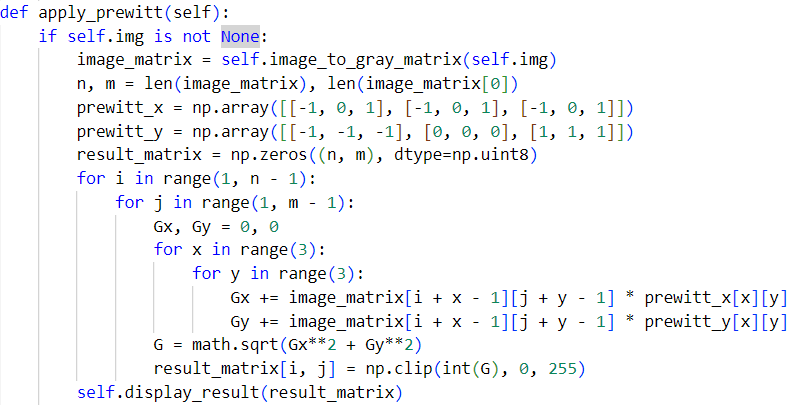 def apply_prewitt(self):
    if self.img is not None:
        image_matrix = self.image_to_gray_matrix(self.img)
        n, m = len(image_matrix), len(image_matrix[0])
        prewitt_x = np.array([[-1, 0, 1], [-1, 0, 1], [-1, 0, 1]])
        prewitt_y = np.array([[-1, -1, -1], [0, 0, 0], [1, 1, 1]])
        result_matrix = np.zeros((n, m), dtype=np.uint8)
        for i in range(1, n - 1):
            for j in range(1, m - 1):
                Gx, Gy = 0, 0
                for x in range(3):
                    for y in range(3):
                        Gx += image_matrix[i + x - 1][j + y - 1] * prewitt_x[x][y]
                        Gy += image_matrix[i + x - 1][j + y - 1] * prewitt_y[x][y]
                G = math.sqrt(Gx**2 + Gy**2)
                result_matrix[i, j] = np.clip(int(G), 0, 255)
        self.display_result(result_matrix)